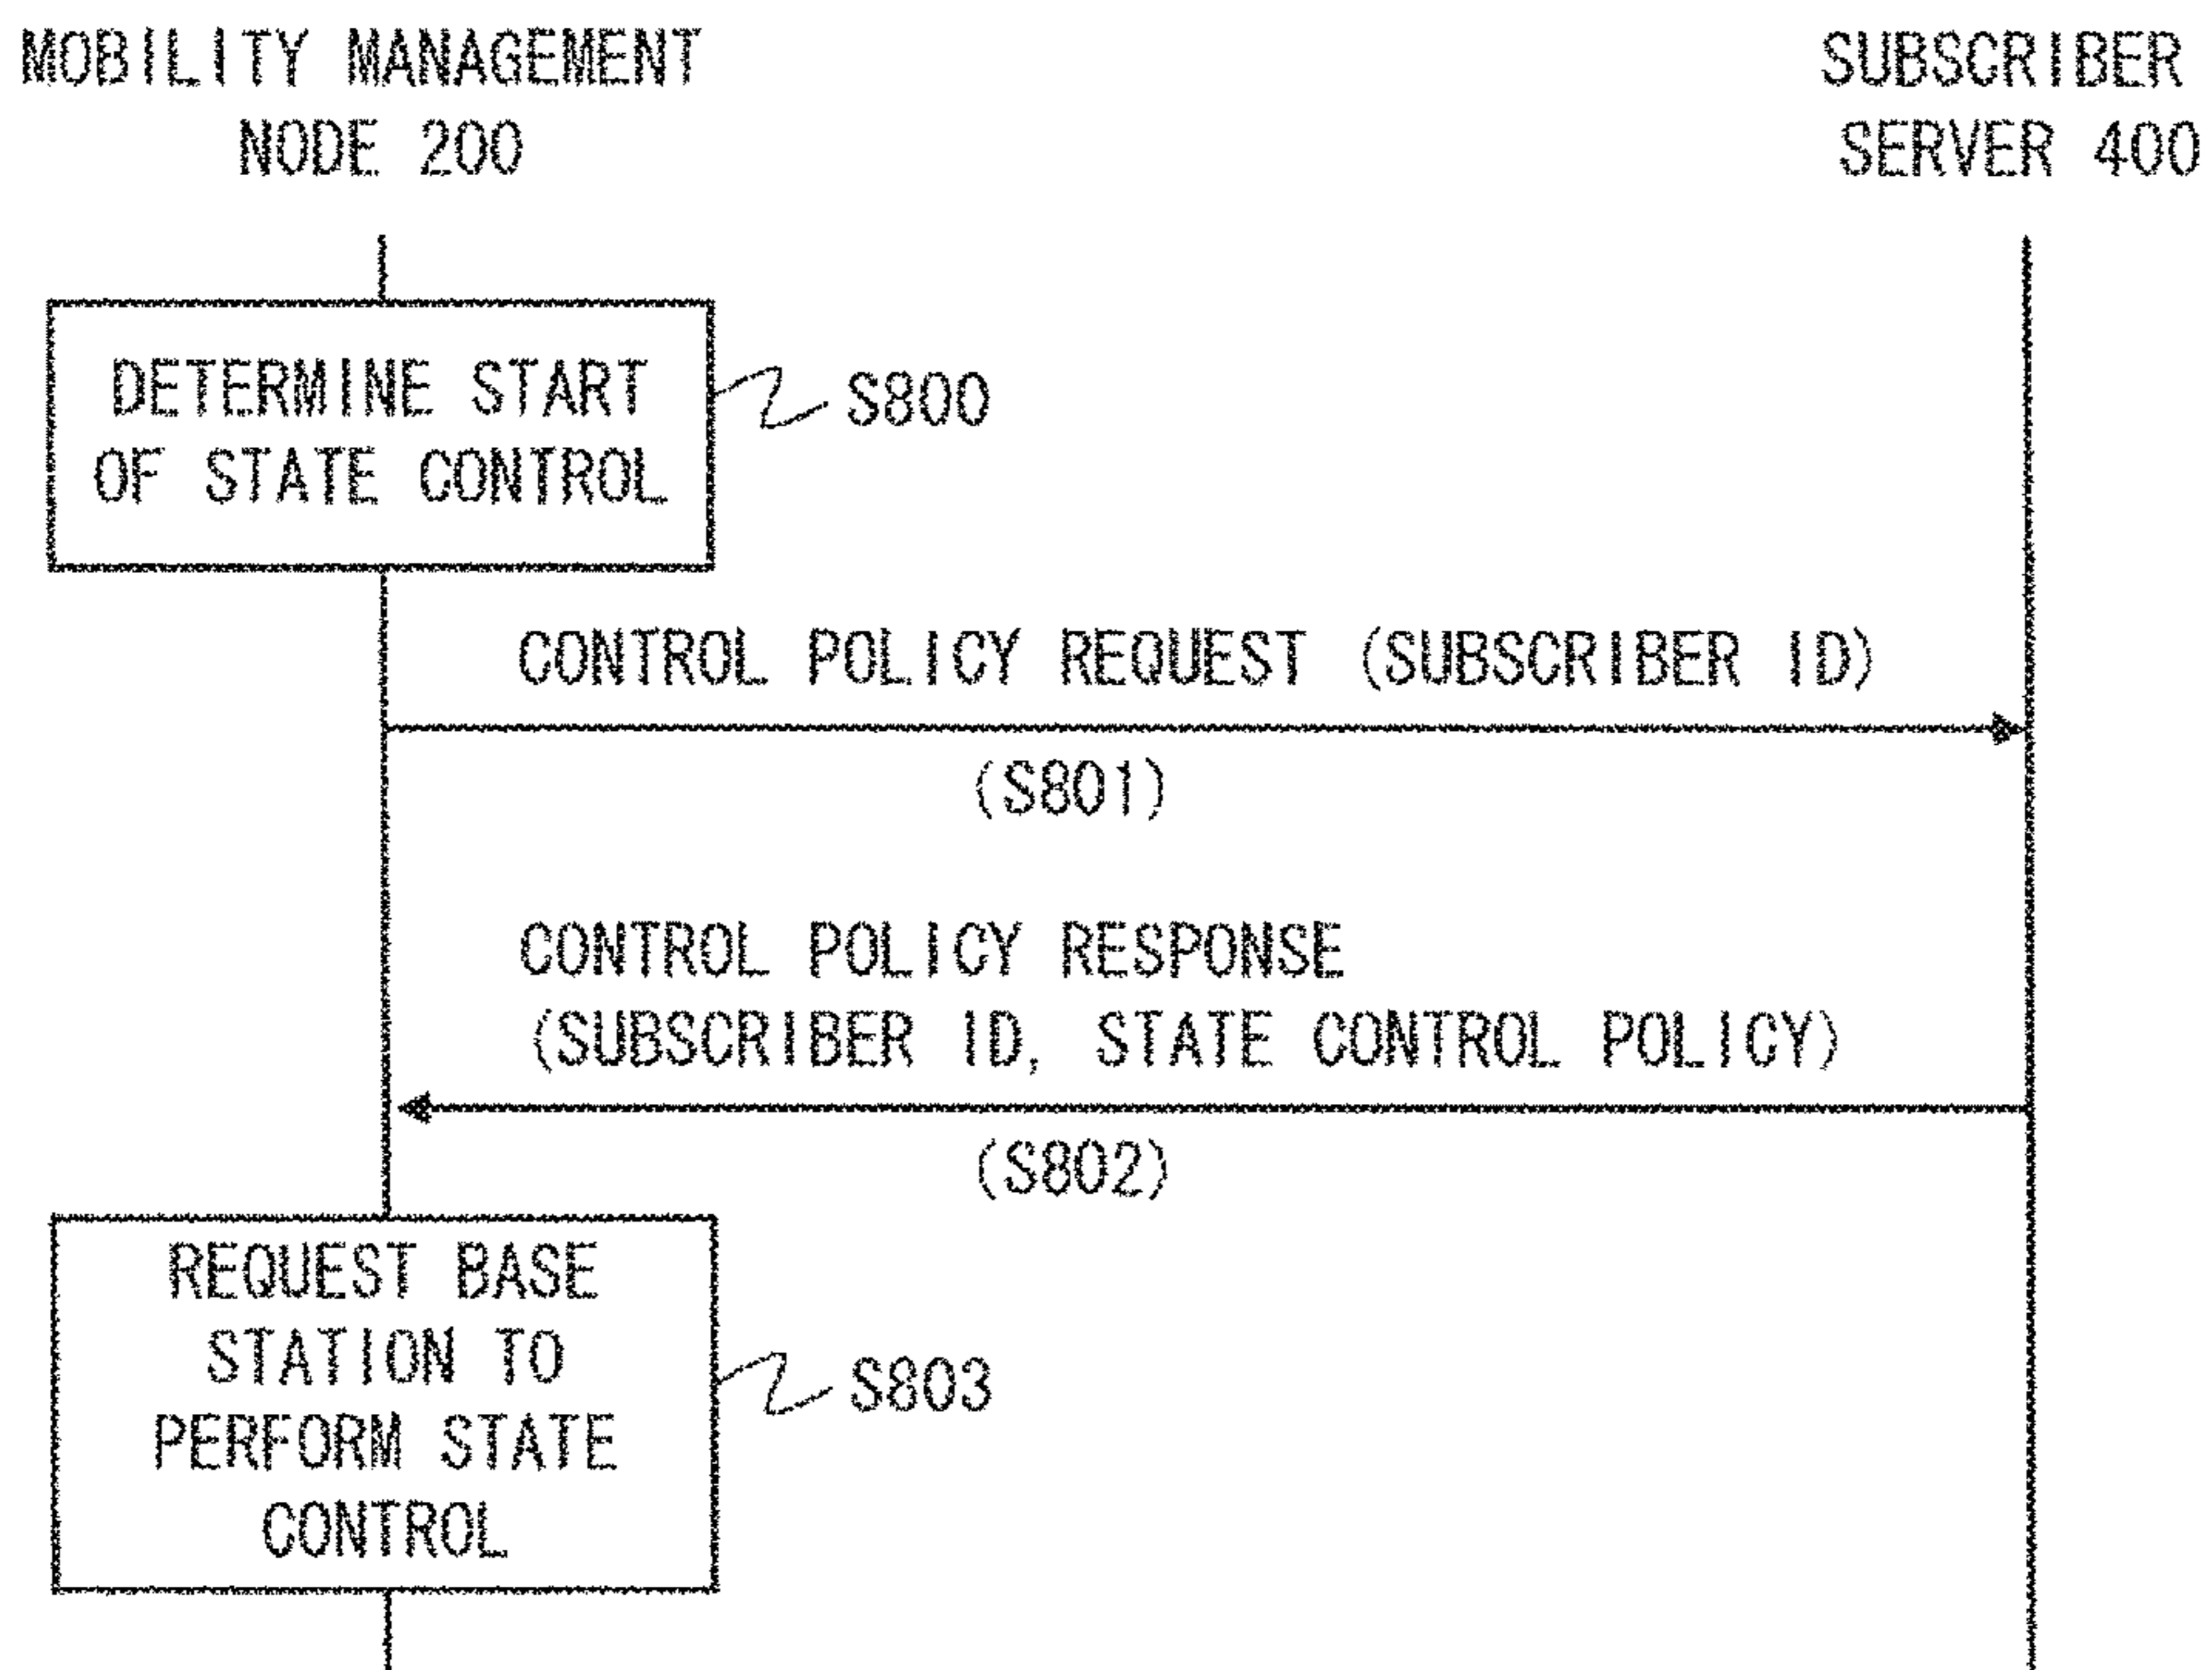 MOBILITY MANAGEMENT
NODE 200
SUBSCRIBER
SERVER 400
DETERMINE START
OF STATE CONTROL
S800
CONTROL POLICY REQUEST (SUBSCRIBER ID)
(S801)
CONTROL POLICY RESPONSE
(SUBSCRIBER ID, STATE CONTROL POLICY)
(S802)
REQUEST BASE
STATION TO
PERFORM STATE
CONTROL
S803